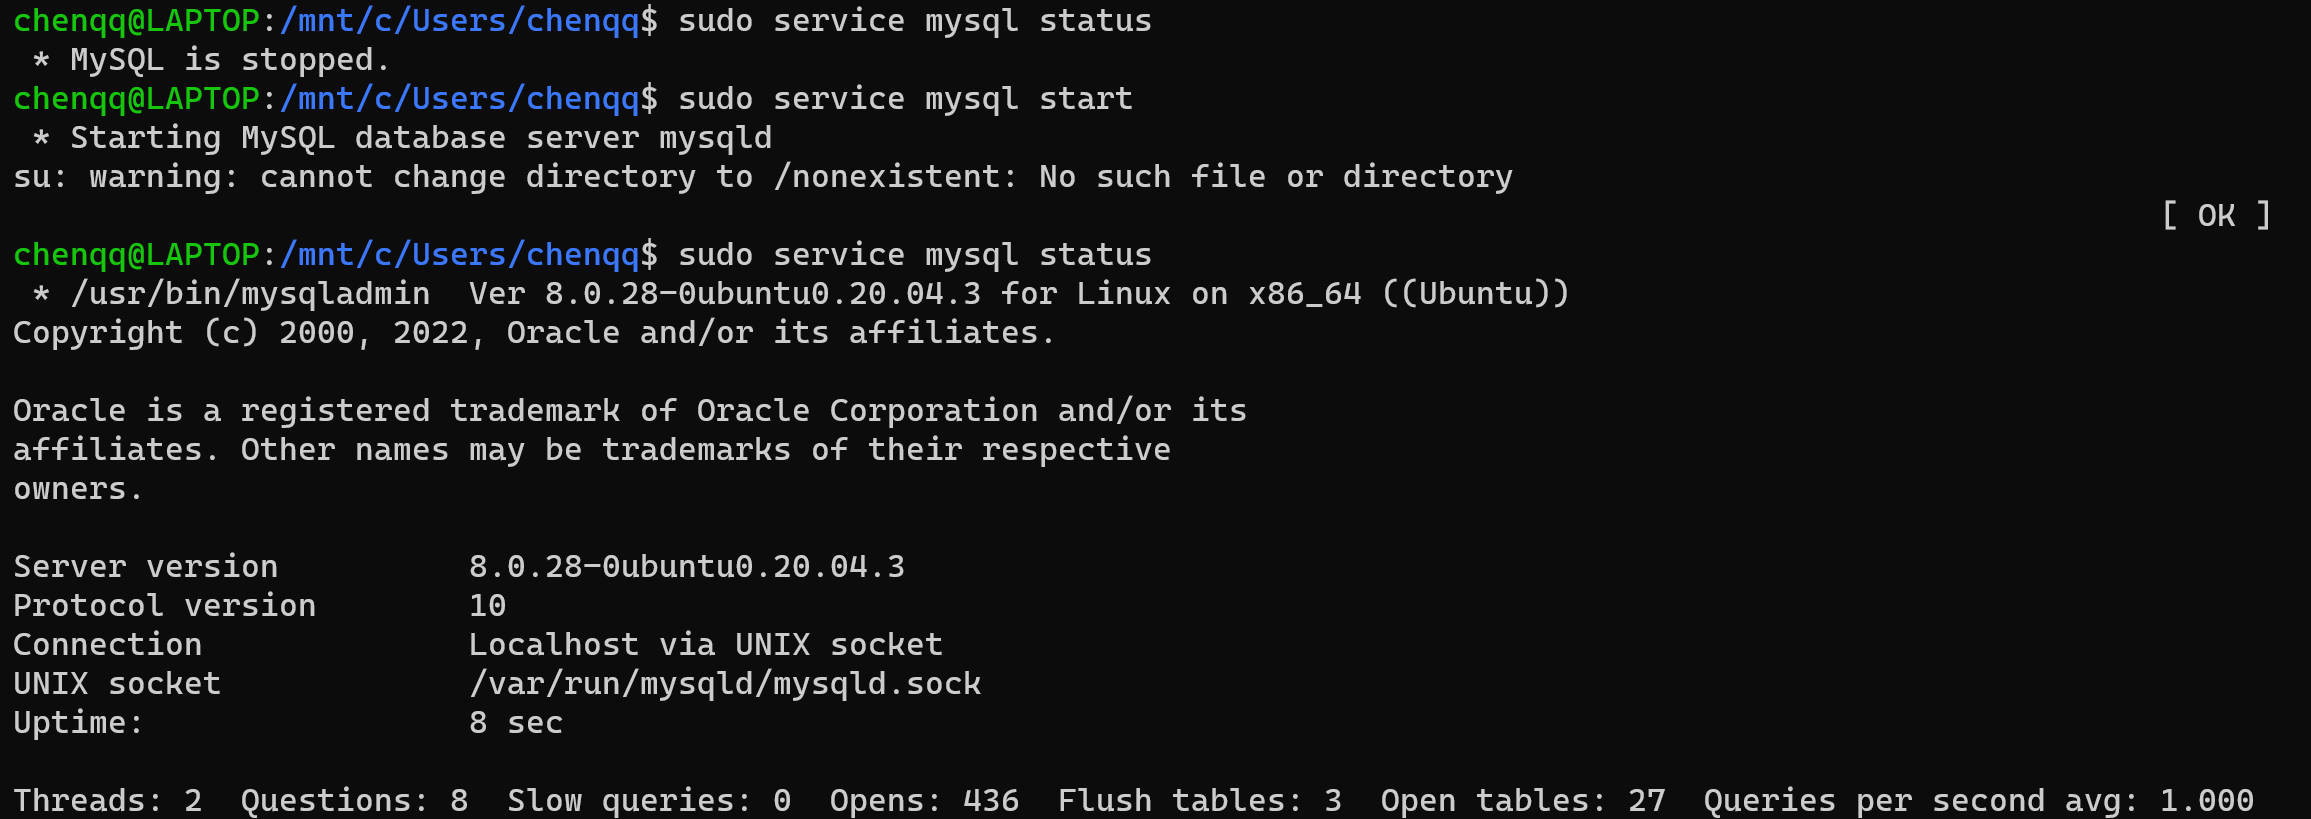 chenqq@LAPTOP:/mnt/c/Users/chenqq$ sudo service mysql status
 * MySQL is stopped.
chenqq@LAPTOP:/mnt/c/Users/chenqq$ sudo service mysql start
 * Starting MySQL database server mysqld
su: warning: cannot change directory to /nonexistent: No such file or directory
[ OK ]
chenqq@LAPTOP:/mnt/c/Users/chenqq$ sudo service mysql status
 * /usr/bin/mysqladmin  Ver 8.0.28-0ubuntu0.20.04.3 for Linux on x86_64 ((Ubuntu))
Copyright (c) 2000, 2022, Oracle and/or its affiliates.

Oracle is a registered trademark of Oracle Corporation and/or its
affiliates. Other names may be trademarks of their respective
owners.

Server version          8.0.28-0ubuntu0.20.04.3
Protocol version        10
Connection              Localhost via UNIX socket
UNIX socket             /var/run/mysqld/mysqld.sock
Uptime:                 8 sec

Threads: 2  Questions: 8  Slow queries: 0  Opens: 436  Flush tables: 3  Open tables: 27  Queries per second avg: 1.000